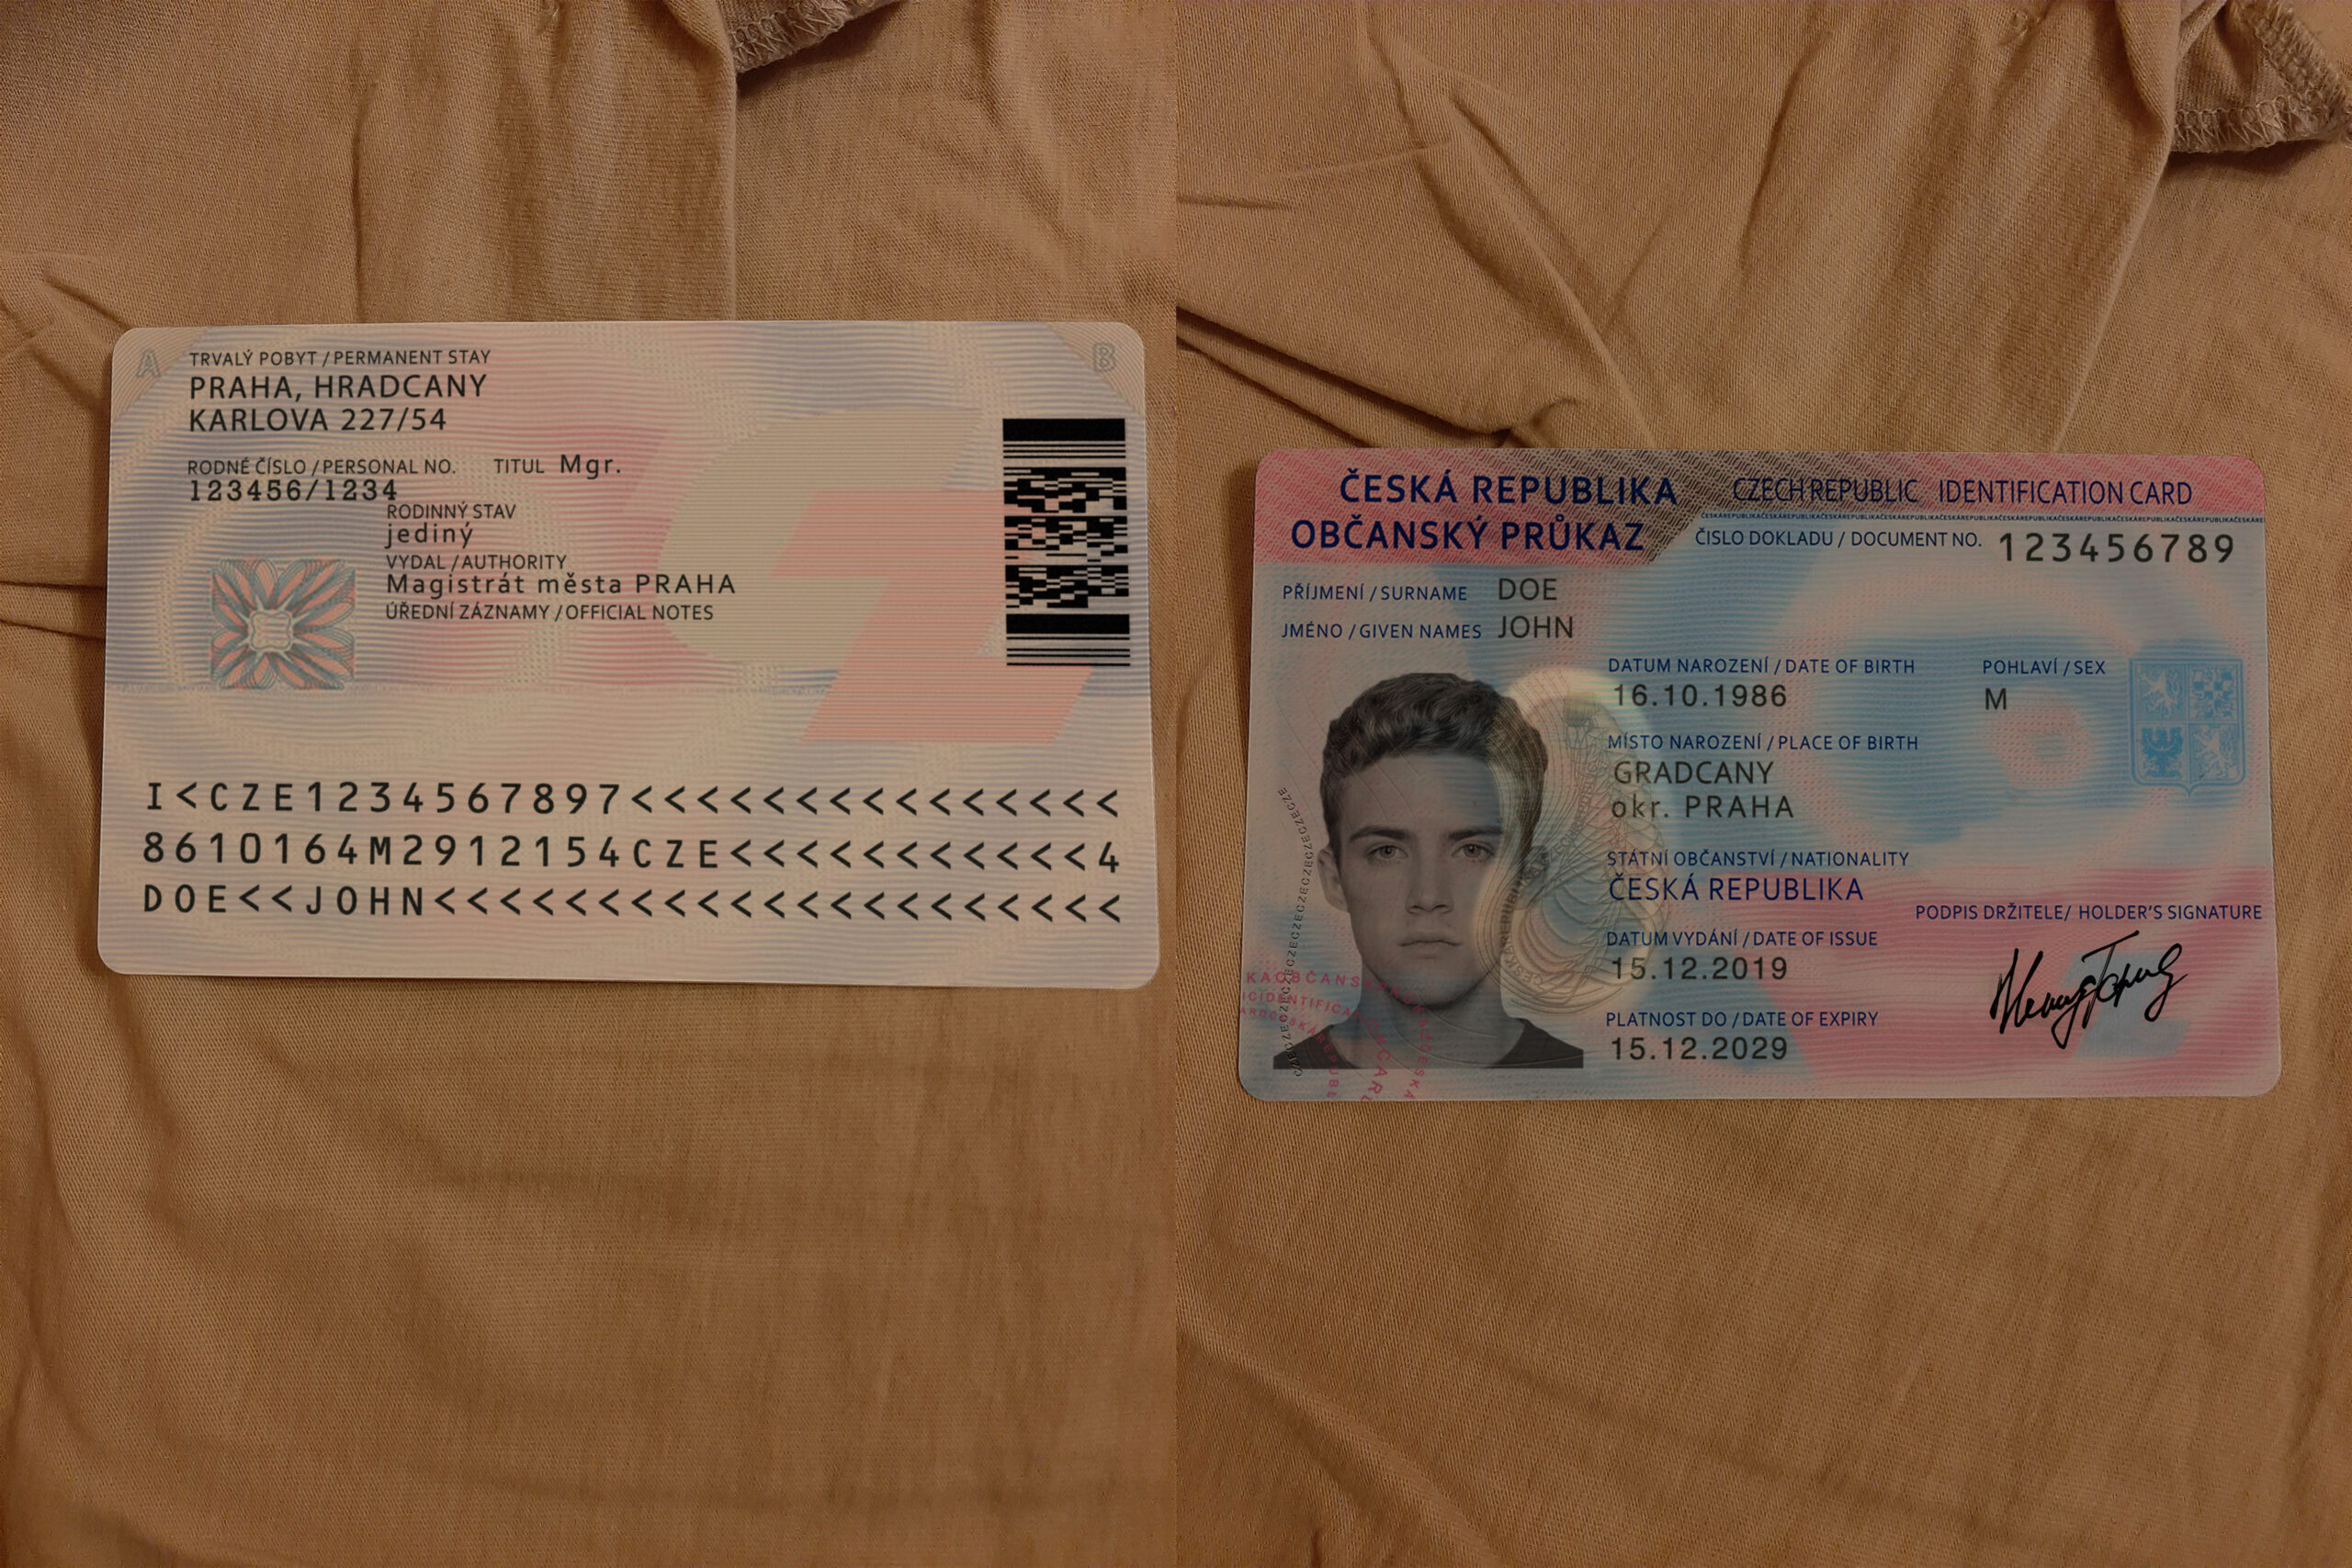 A
B
TRVALÝ POBYT / PERMANENT STAY
PRAHA, HRADCANY
KARLOVA 227/54
RODNÉ ČÍSLO / PERSONAL NO. TITUL Mgr.
123456/1234
RODINNÝ STAV
jediný
VYDAL / AUTHORITY
Magistrát města PRAHA
ÚŘEDNÍ ZÁZNAMY / OFFICIAL NOTES
I<CZE1234567897<<<<<<<<<<<<<<<
8610164M2912154CZE<<<<<<<<<<<4
DOE<<JOHN<<<<<<<<<<<<<<<<<<<<<
ČESKÁ REPUBLIKA CZECH REPUBLIC IDENTIFICATION CARD
OBČANSKÝ PRŮKAZ
ČISLO DOKLADU / DOCUMENT NO. 123456789
PŘÍJMENÍ / SURNAME DOE
JMÉNO / GIVEN NAMES JOHN
DATUM NAROZENÍ / DATE OF BIRTH POHLAVÍ / SEX
16.10.1986 M
MÍSTO NAROZENÍ / PLACE OF BIRTH
GRADCANY
okr. PRAHA
STÁTNI OBČANSTVÍ / NATIONALITY
ČESKÁ REPUBLIKA
PODPIS DRŽITELE/ HOLDER'S SIGNATURE
DATUM VYDÁNÍ / DATE OF ISSUE
15.12.2019
PLATNOST DO / DATE OF EXPIRY
15.12.2029